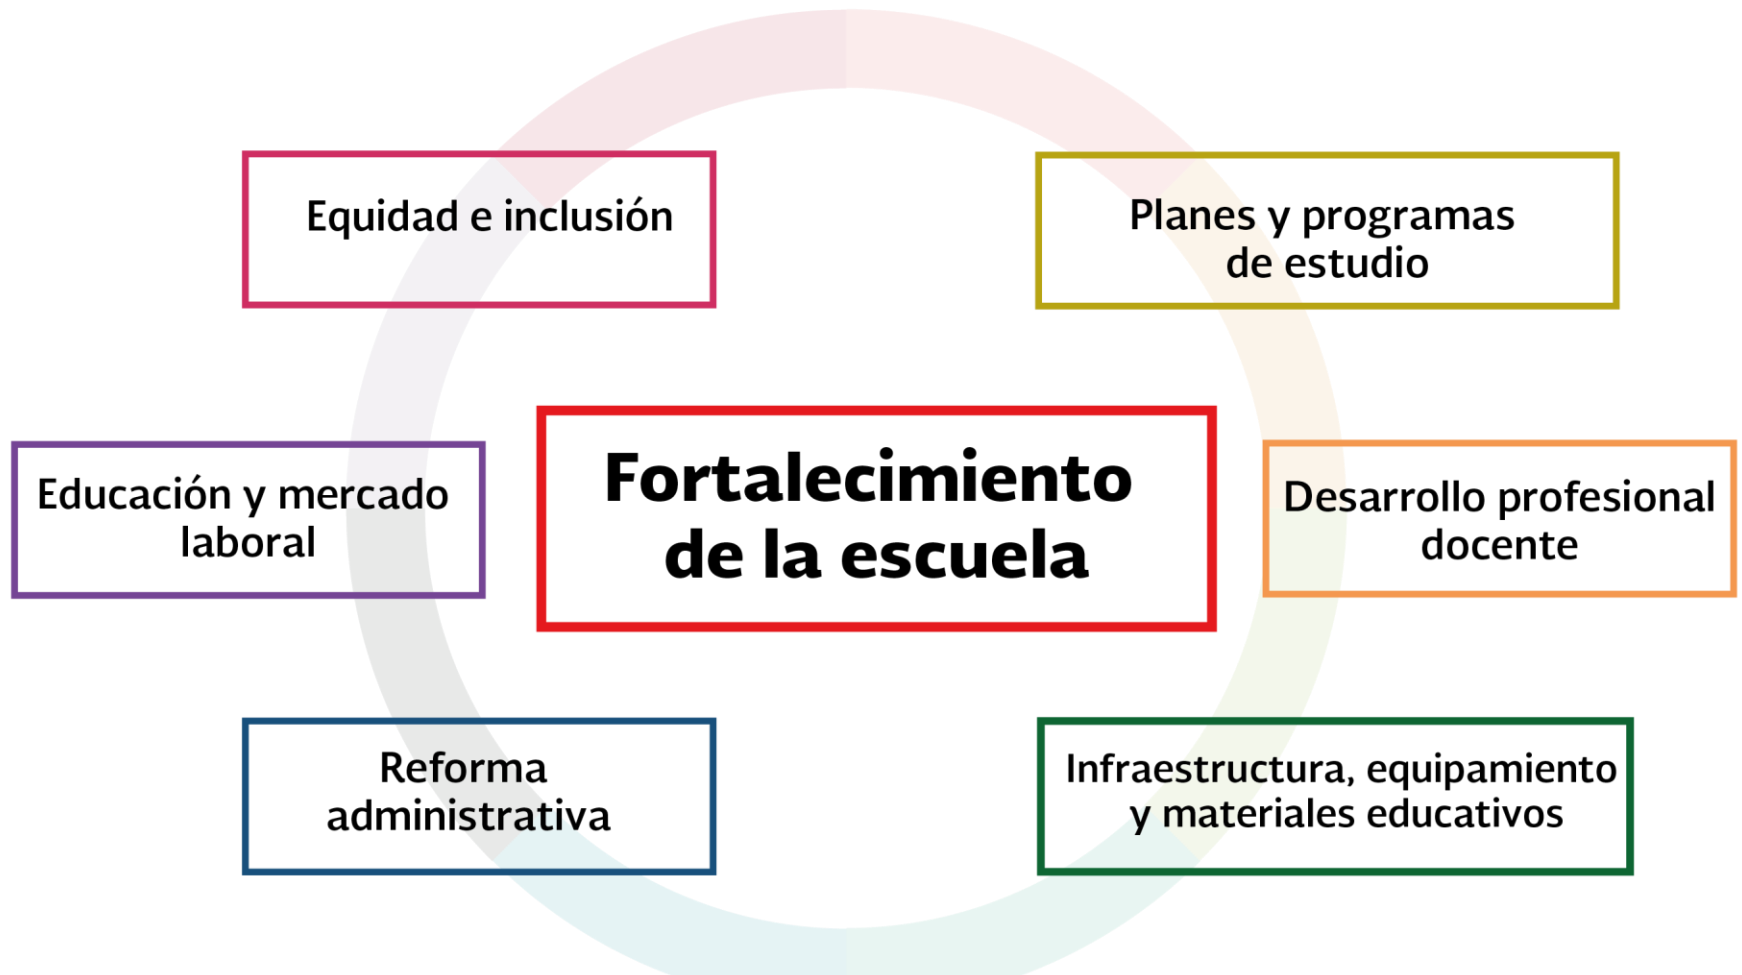 Equidad e inclusión
Planes y programas
de estudio
Educación y mercado
laboral
Fortalecimiento
de la escuela
Desarrollo profesional
docente
Reforma
administrativa
Infraestructura, equipamiento
y materiales educativos